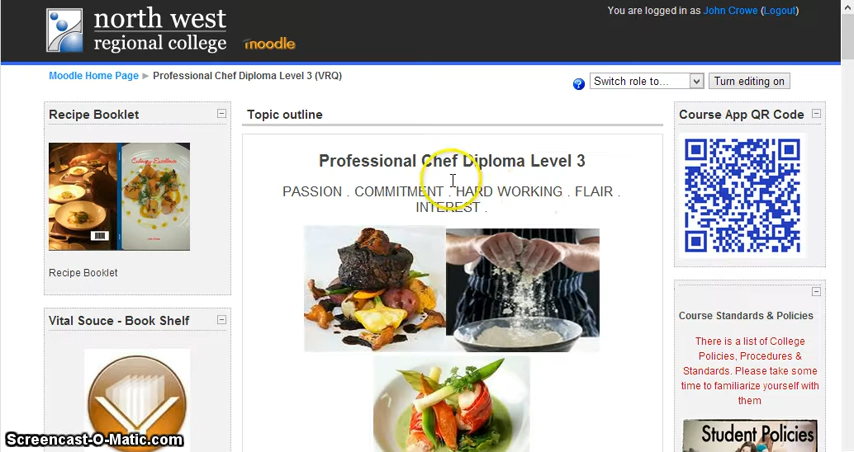 north west
regional college
moodle
You are logged in as John Crowe (Logout)
Moodle Home Page ► Professional Chef Diploma Level 3 (VRQ)
? Switch role to...
Turn editing on
Recipe Booklet
Culinary Excellence
Recipe Booklet
Vital Souce - Book Shelf
Topic outline
Professional Chef Diploma Level 3
PASSION . COMMITMENT . HARD WORKING . FLAIR .
INTEREST .
Course App QR Code
Course Standards & Policies
There is a list of College
Policies, Procedures &
Standards. Please take some
time to familiarize yourself with
them
Student Policies
Screencast-O-Matic.com